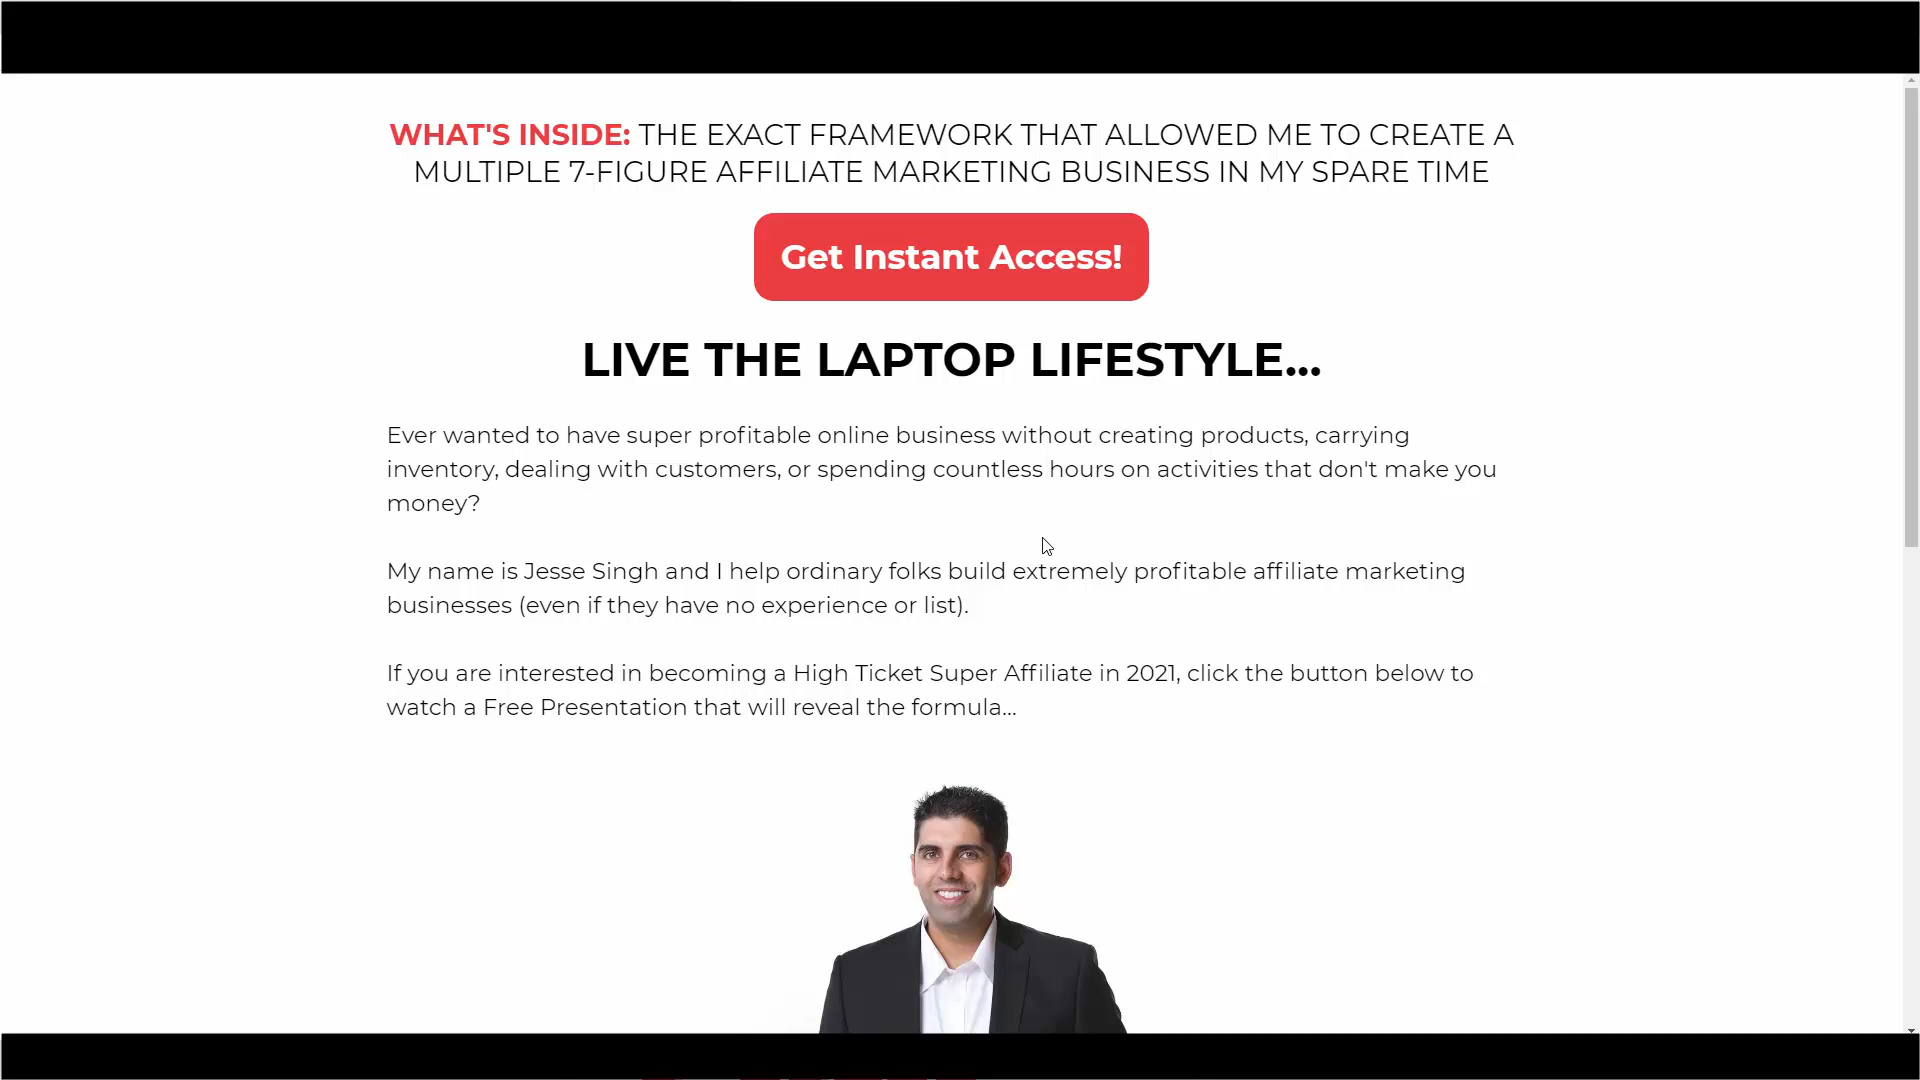 WHAT'S INSIDE: THE EXACT FRAMEWORK THAT ALLOWED ME TO CREATE A
MULTIPLE 7-FIGURE AFFILIATE MARKETING BUSINESS IN MY SPARE TIME
Get Instant Access!
LIVE THE LAPTOP LIFESTYLE...
Ever wanted to have super profitable online business without creating products, carrying
inventory, dealing with customers, or spending countless hours on activities that don't make you
money?
My name is Jesse Singh and I help ordinary folks build extremely profitable affiliate marketing
businesses (even if they have no experience or list).
If you are interested in becoming a High Ticket Super Affiliate in 2021, click the button below to
watch a Free Presentation that will reveal the formula...